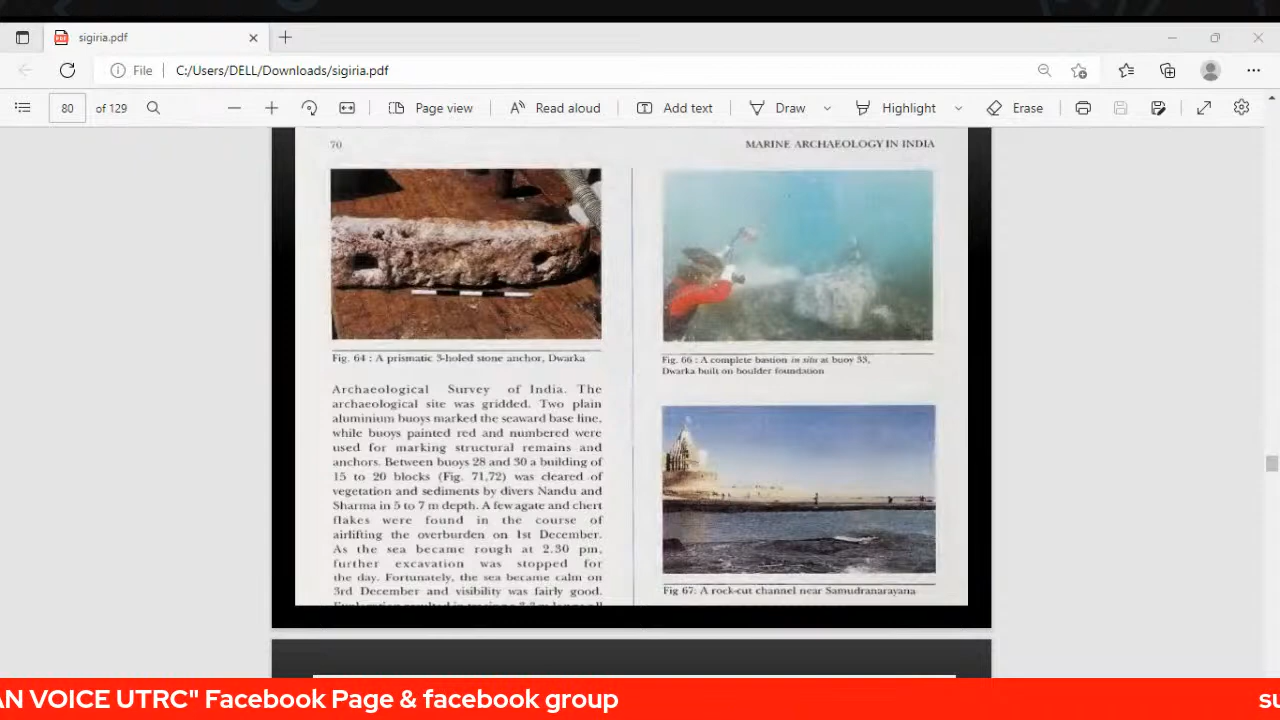 sigiria.pdf
File
C:/Users/DELL/Downloads/sigiria.pdf
80 of 129
Page view
Read aloud
Add text
Draw
Highlight
Erase
70
MARINE ARCHAEOLOGY IN INDIA
Fig. 64 : A prismatic 3-holed stone anchor, Dwarka
Archaeological Survey of India. The
archaeological site was gridded. Two plain
aluminium buoys marked the seaward base line,
while buoys painted red and numbered were
used for marking structural remains and
anchors. Between buoys 28 and 30 a building of
15 to 20 blocks (Fig. 71,72) was cleared of
vegetation and sediments by divers Nandu and
Sharma in 5 to 7 m depth. A few agate and chert
flakes were found in the course of
airlifting the overburden on 1st December.
As the sea became rough at 2.30 pm,
further excavation was stopped for
the day. Fortunately, the sea became calm on
3rd December and visibility was fairly good.
Fig. 66 : A complete bastion in situ at buoy 33,
Dwarka built on boulder foundation
Fig 67: A rock-cut channel near Samudranarayana
AN VOICE UTRC" Facebook Page & facebook group
su